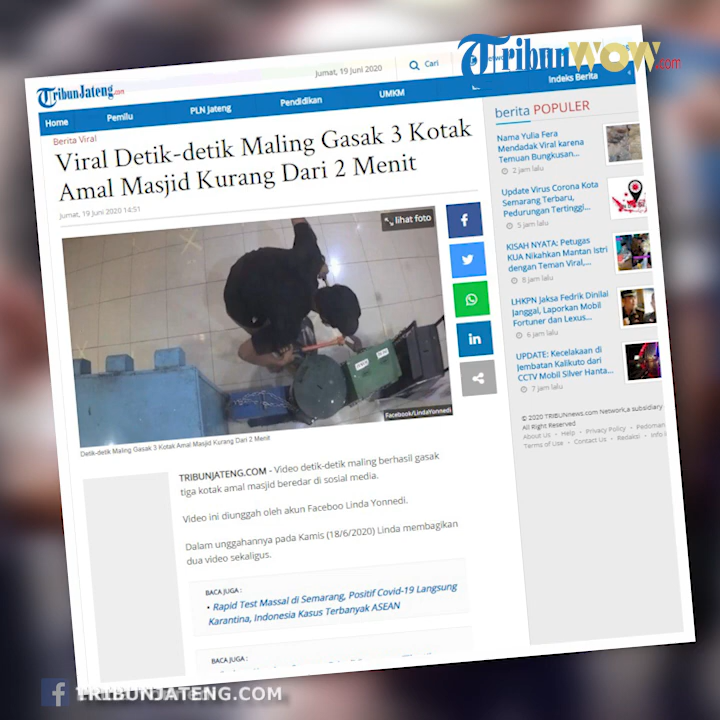 TribunWOW.com
TribunJateng.com
Jumat, 19 Juni 2020
Cari
Home
Pemilu
PLN Jateng
Pendidikan
UMKM
Indeks Berita
Berita Viral
Viral Detik-detik Maling Gasak 3 Kotak
Amal Masjid Kurang Dari 2 Menit
Jumat, 19 Juni 2020 14:51
lihat foto
Facebook/LindaYonnedi
Detik-detik Maling Gasak 3 Kotak Amal Masjid Kurang Dari 2 Menit
TRIBUNJATENG.COM - Video detik-detik maling berhasil gasak
tiga kotak amal masjid beredar di sosial media.
Video ini diunggah oleh akun Faceboo Linda Yonnedi.
Dalam unggahannya pada Kamis (18/6/2020) Linda membagikan
dua video sekaligus.
BACA JUGA :
• Rapid Test Massal di Semarang, Positif Covid-19 Langsung
Karantina, Indonesia Kasus Terbanyak ASEAN
BACA JUGA :
berita POPULER
Nama Yulia Fera
Mendadak Viral karena
Temuan Bungkusan...
2 jam lalu
Update Virus Corona Kota
Semarang Terbaru,
Pedurungan Tertinggi...
5 jam lalu
KISAH NYATA: Petugas
KUA Nikahkan Mantan Istri
dengan Teman Viral,...
8 jam lalu
LHKPN Jaksa Fedrik Dinilai
Janggal, Laporkan Mobil
Fortuner dan Lexus...
6 jam lalu
UPDATE: Kecelakaan di
Jembatan Kalikuto dari
CCTV Mobil Silver Hanta...
7 jam lalu
© 2020 TRIBUNnews.com Network,a subsidiary
All Right Reserved
About Us - Help - Privacy Policy - Pedoman
Terms of Use - Contact Us - Redaksi - Info
TRIBUNJATENG.COM